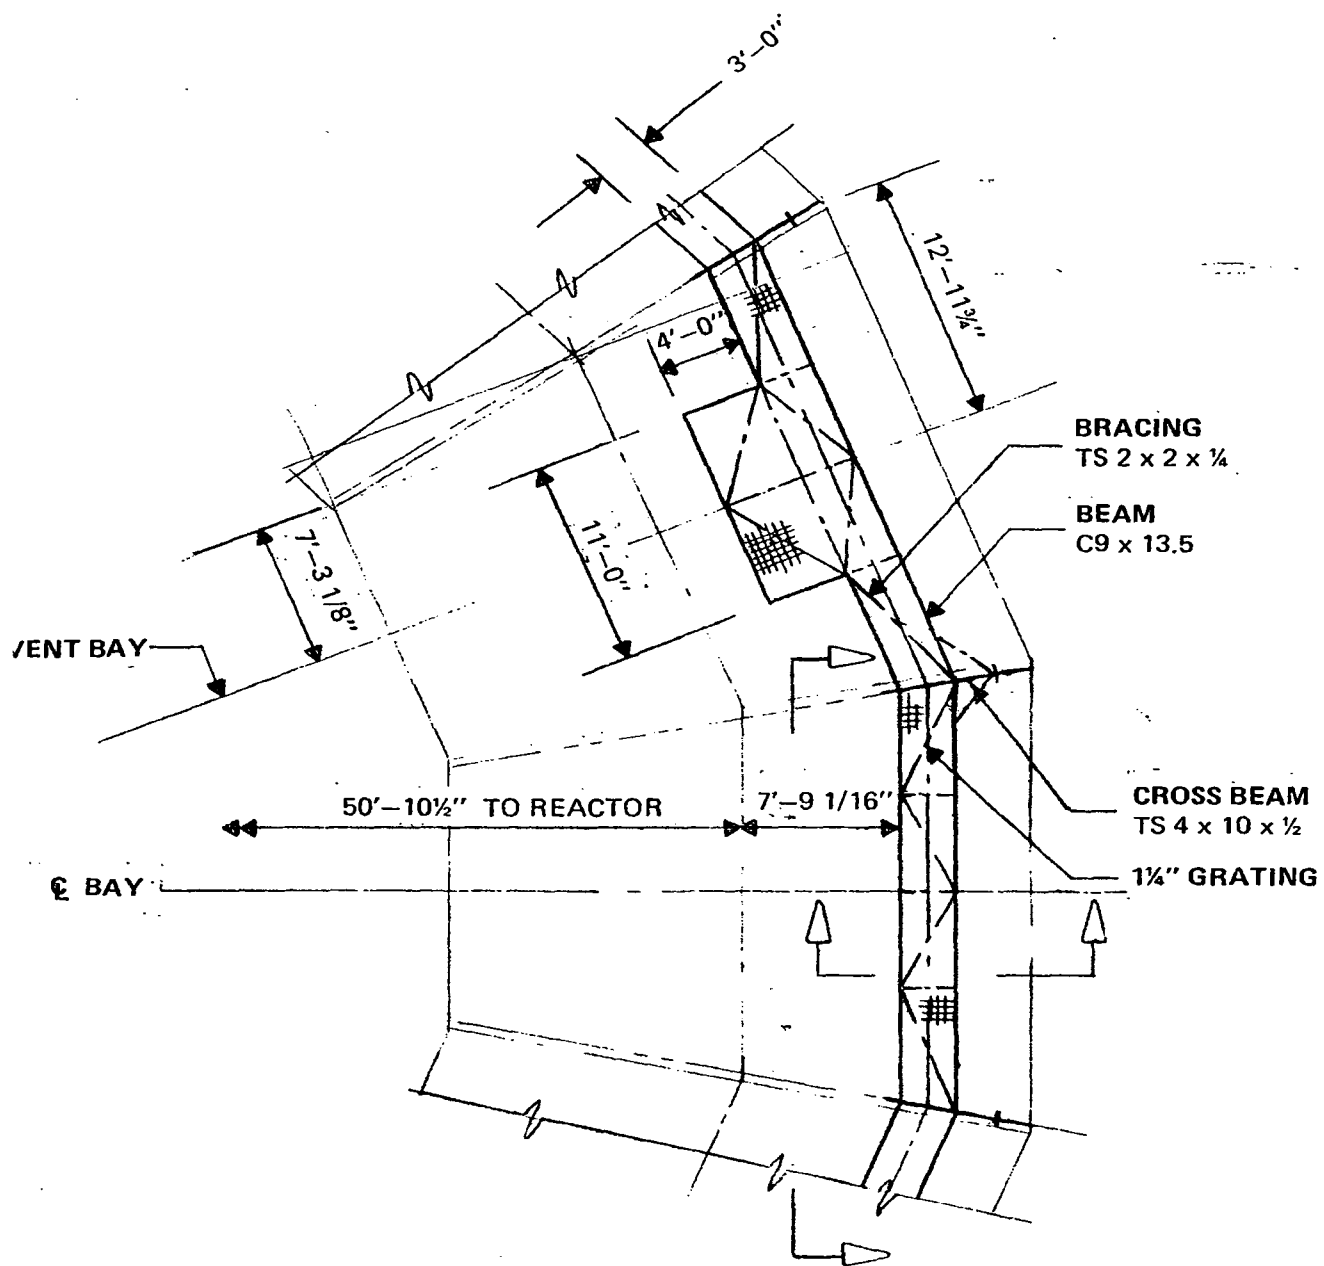 3'–0"
12'–11¾"
4'–0"
BRACING
TS 2 x 2 x ¼
BEAM
C9 x 13.5
11'–0"
7'–3 1/8"
VENT BAY
50'–10½" TO REACTOR
7'–9 1/16"
CROSS BEAM
TS 4 x 10 x ½
1¼" GRATING
℄ BAY